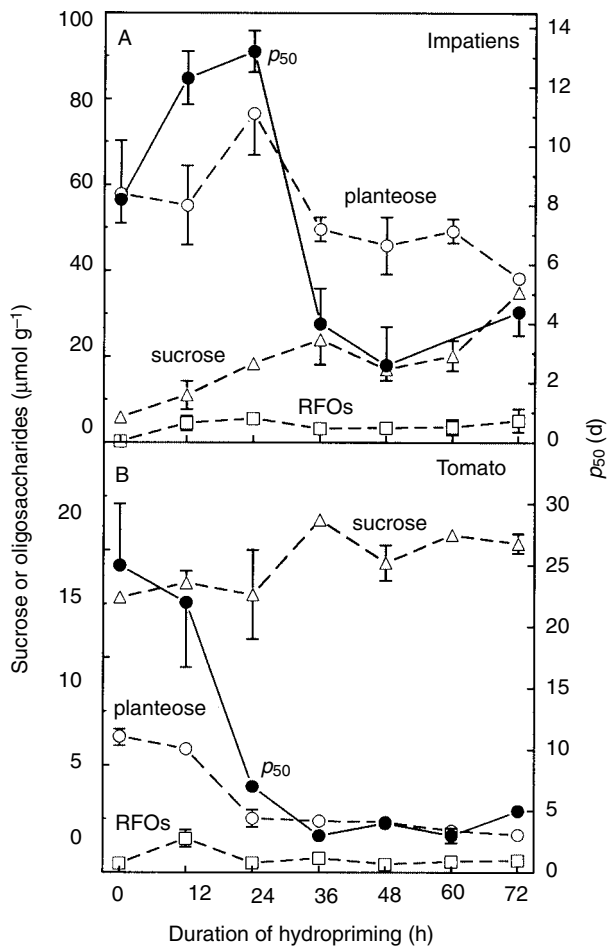 A
Impatiens
p50
planteose
sucrose
RFOs
100
80
60
40
20
0
14
12
10
8
6
4
2
0
B
Tomato
sucrose
planteose
p50
RFOs
20
15
10
5
0
30
25
20
15
10
5
0
0 12 24 36 48 60 72
Duration of hydropriming (h)
Sucrose or oligosaccharides (μmol g–1)
p50 (d)